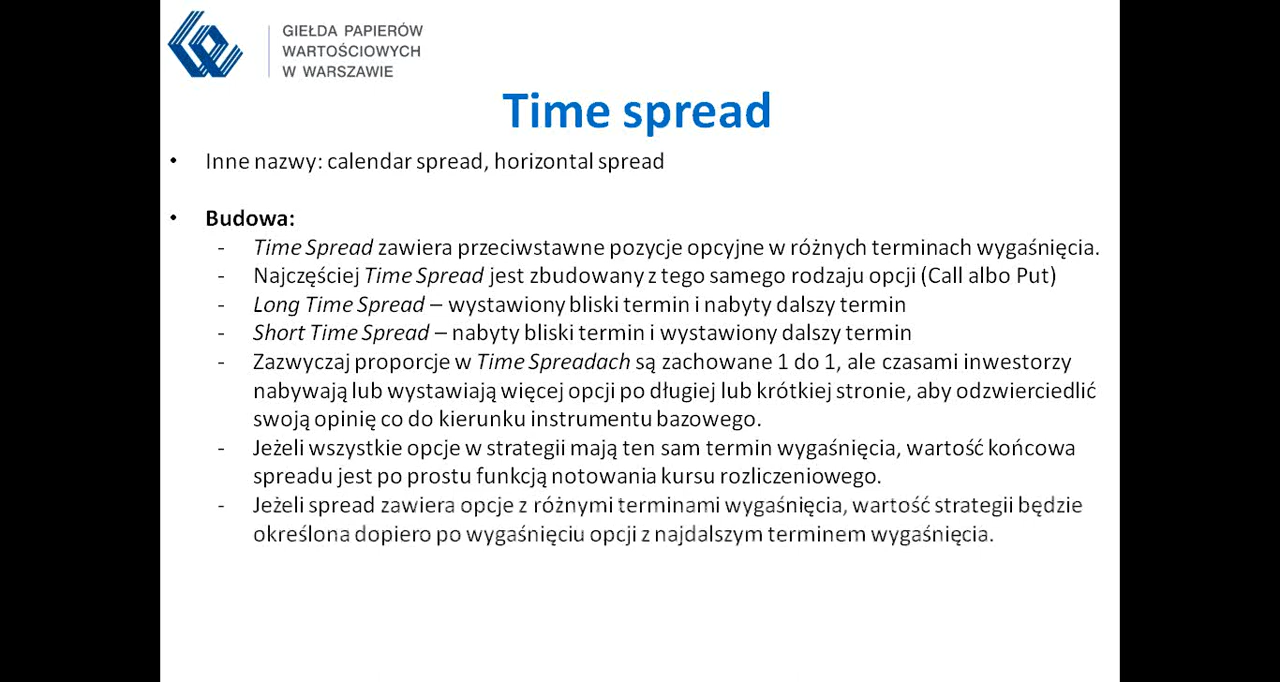 GIEŁDA PAPIERÓW
WARTOŚCIOWYCH
W WARSZAWIE
Time spread
• Inne nazwy: calendar spread, horizontal spread
• Budowa:
- Time Spread zawiera przeciwstawne pozycje opcyjne w różnych terminach wygaśnięcia.
- Najczęściej Time Spread jest zbudowany z tego samego rodzaju opcji (Call albo Put)
- Long Time Spread – wystawiony bliski termin i nabyty dalszy termin
- Short Time Spread – nabyty bliski termin i wystawiony dalszy termin
- Zazwyczaj proporcje w Time Spreadach są zachowane 1 do 1, ale czasami inwestorzy
nabywają lub wystawiają więcej opcji po długiej lub krótkiej stronie, aby odzwierciedlić
swoją opinię co do kierunku instrumentu bazowego.
- Jeżeli wszystkie opcje w strategii mają ten sam termin wygaśnięcia, wartość końcowa
spreadu jest po prostu funkcją notowania kursu rozliczeniowego.
- Jeżeli spread zawiera opcje z różnymi terminami wygaśnięcia, wartość strategii będzie
określona dopiero po wygaśnięciu opcji z najdalszym terminem wygaśnięcia.